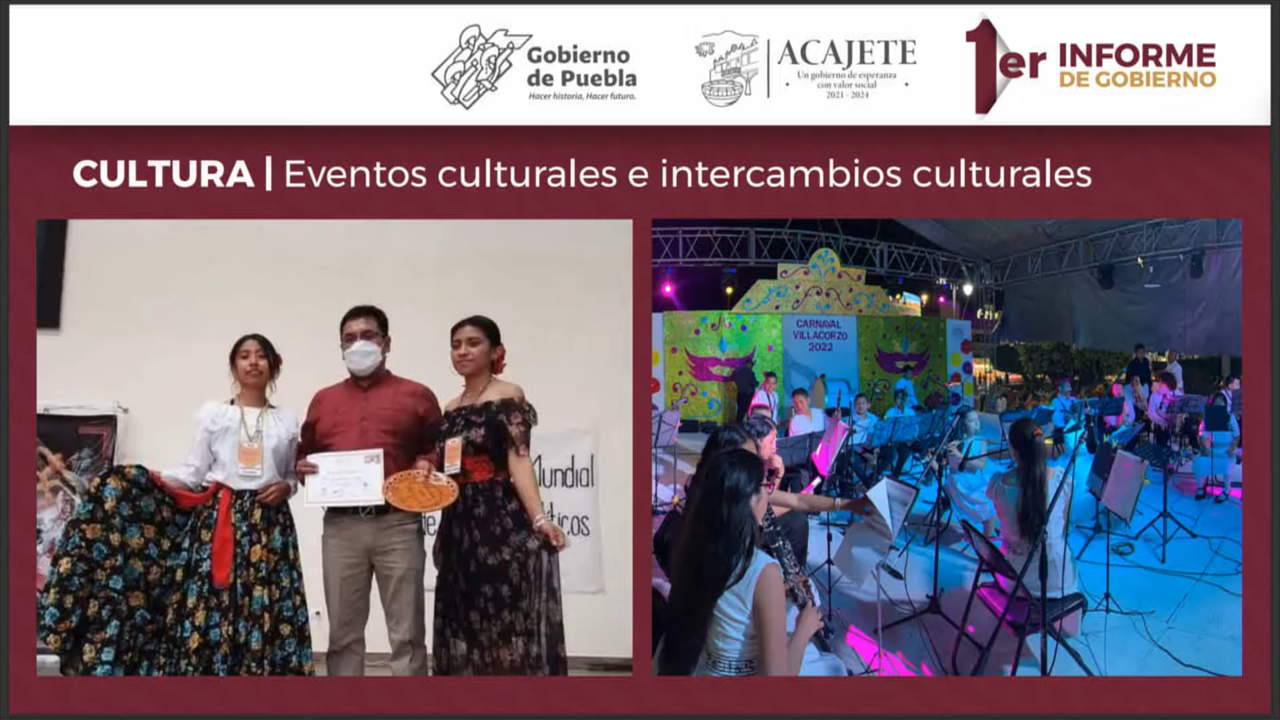 Gobierno
de Puebla
Hacer historia, Hacer futuro.
ACAJETE
Un gobierno de esperanza
con valor social
2021 - 2024
1er INFORME
DE GOBIERNO
CULTURA | Eventos culturales e intercambios culturales
Mundial
CARNAVAL
VILLACORZO
2022